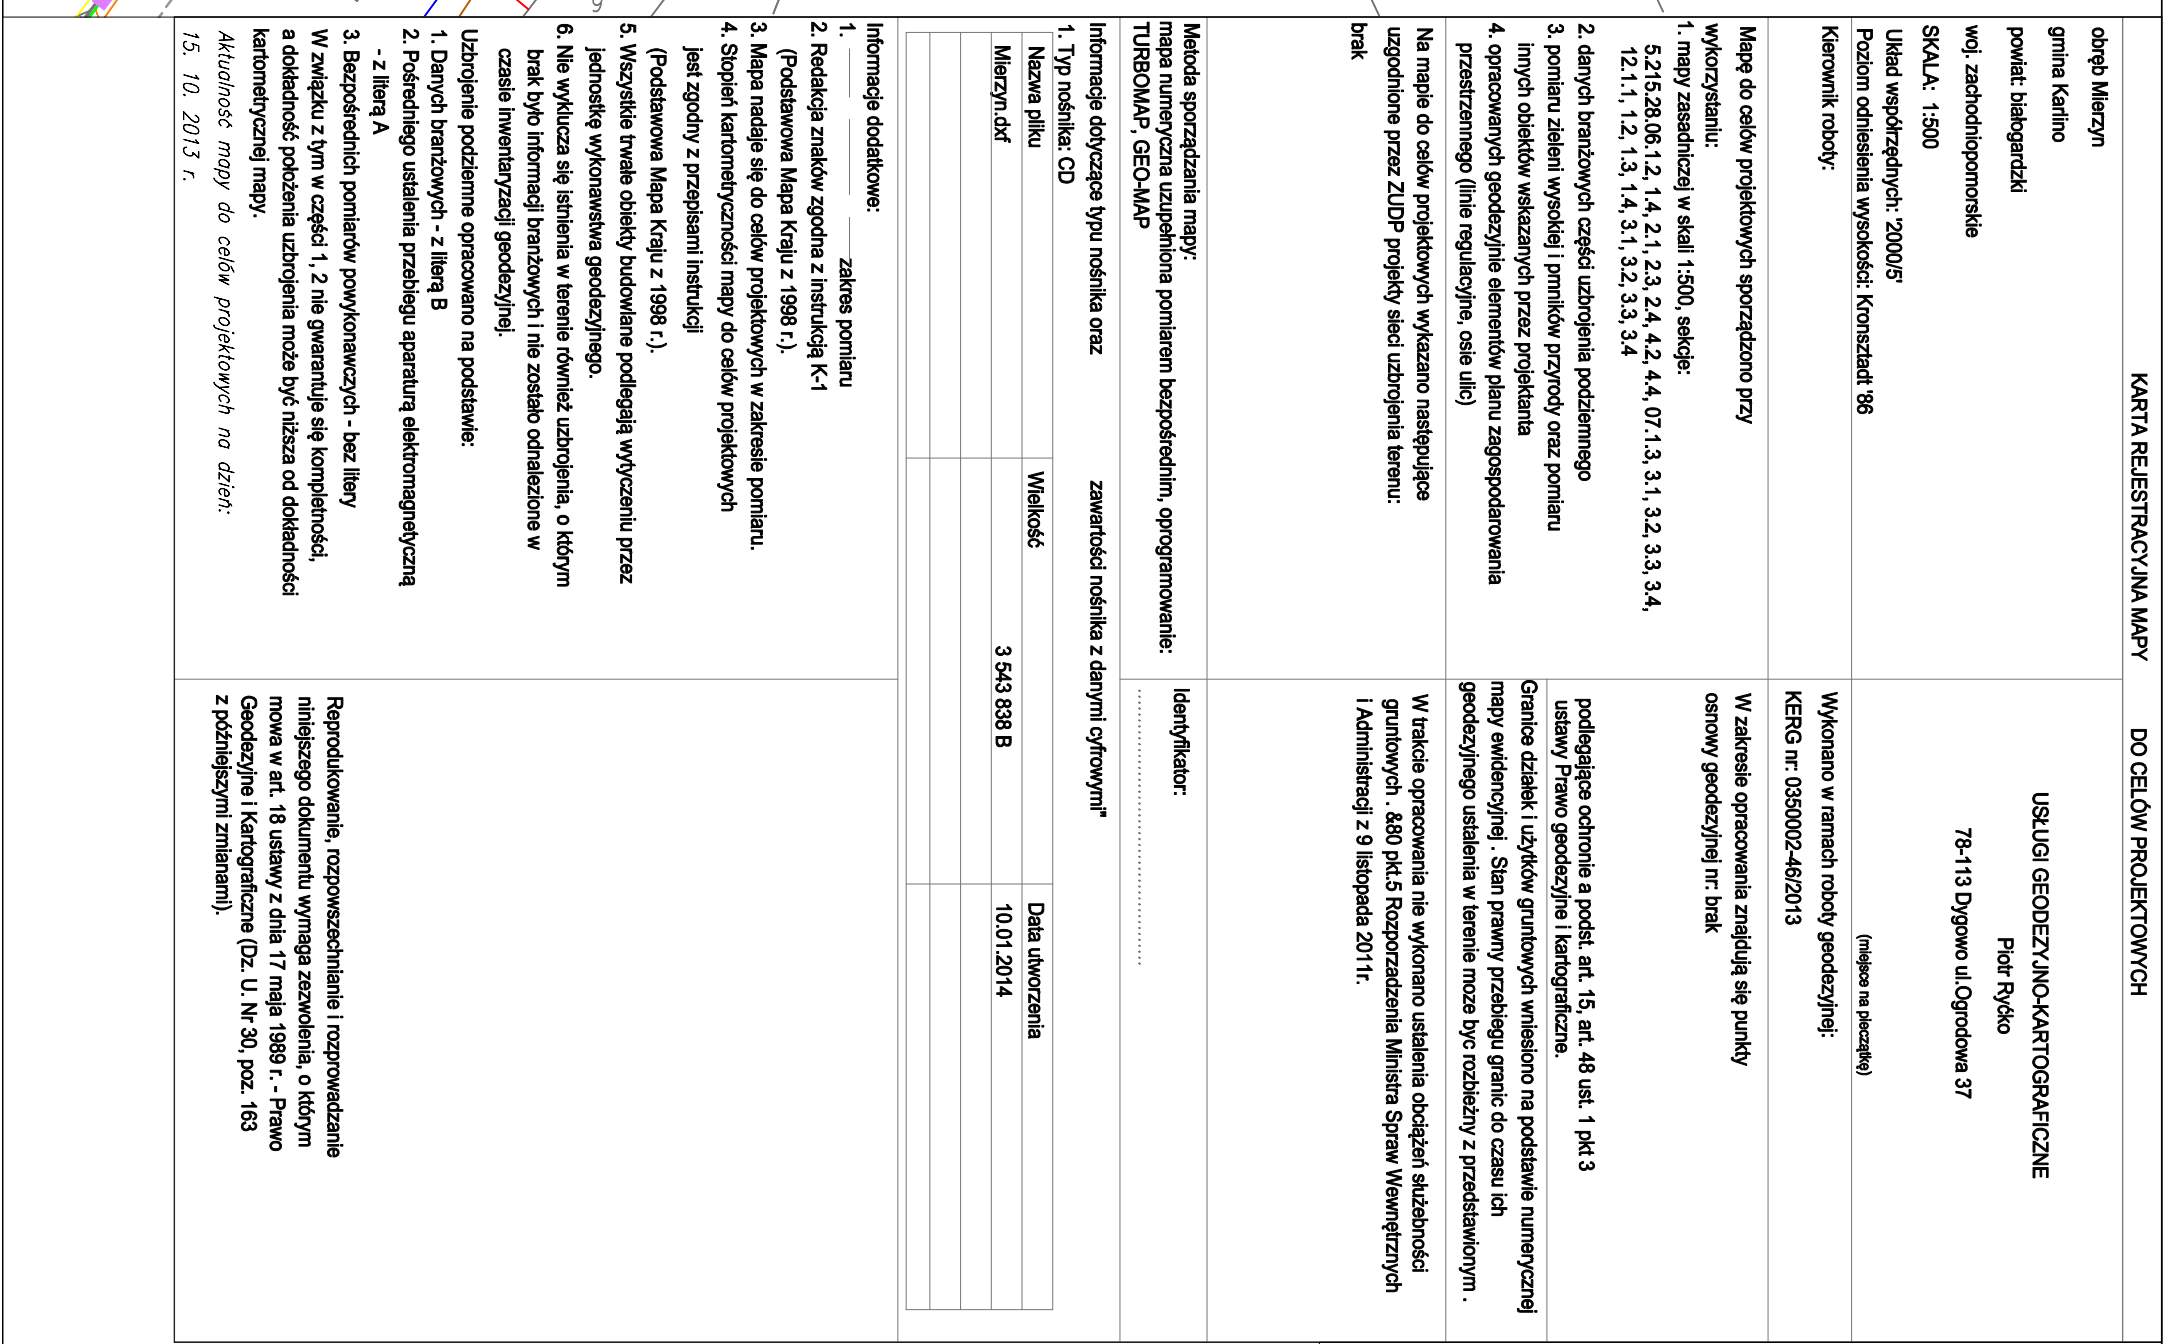 KARTA REJESTRACYJNA MAPY DO CELÓW PROJEKTOWYCH
obręb Mierzyn
gmina Karlino
powiat: białogardzki
woj. zachodniopomorskie
SKALA: 1:500
Układ współrzędnych: "2000/5"
Poziom odniesienia wysokości: Kronsztadt '86
USŁUGI GEODEZYJNO-KARTOGRAFICZNE
Piotr Ryćko
78-113 Dygowo ul.Ogrodowa 37
(miejsce na pieczątkę)
Kierownik roboty:
Wykonano w ramach roboty geodezyjnej:
KERG nr: 0350002-46/2013
Mapę do celów projektowych sporządzono przy
wykorzystaniu:
1. mapy zasadniczej w skali 1:500, sekcje:
5.215.28.06.1.2, 1.4, 2.1, 2.3, 2.4, 4.2, 4.4, 07.1.3, 3.1, 3.2, 3.3, 3.4,
12.1.1, 1.2, 1.3, 1.4, 3.1, 3.2, 3.3, 3.4
2. danych branżowych części uzbrojenia podziemnego
3. pomiaru zieleni wysokiej i pmników przyrody oraz pomiaru
innych obiektów wskazanych przez projektanta
4. opracowanych geodezyjnie elementów planu zagospodarowania
przestrzennego (linie regulacyjne, osie ulic)
W zakresie opracowania znajdują się punkty
osnowy geodezyjnej nr: brak
podlegające ochronie a podst. art. 15, art. 48 ust. 1 pkt 3
ustawy Prawo geodezyjne i kartograficzne.
Granice działek i użytków gruntowych wniesiono na podstawie numerycznej
mapy ewidencyjnej . Stan prawny przebiegu granic do czasu ich
geodezyjnego ustalenia w terenie moze byc rozbieżny z przedstawionym .
Na mapie do celów projektowych wykazano następujące
uzgodnione przez ZUDP projekty sieci uzbrojenia terenu:
brak
W trakcie opracowania nie wykonano ustalenia obciążeń służebności
gruntowych . &80 pkt.5 Rozporzadzenia Ministra Spraw Wewnętrznych
i Administracji z 9 listopada 2011r.
Metoda sporządzania mapy:
mapa numeryczna uzupełniona pomiarem bezpośrednim, oprogramowanie:
TURBOMAP, GEO-MAP
Identyfikator:
Informacje dotyczące typu nośnika oraz zawartości nośnika z danymi cyfrowymi"
1. Typ nośnika: CD
Nazwa pliku Wielkość Data utworzenia
Mierzyn.dxf 3 543 838 B 10.01.2014
Informacje dodatkowe:
1. zakres pomiaru
2. Redakcja znaków zgodna z instrukcją K-1
(Podstawowa Mapa Kraju z 1998 r.).
3. Mapa nadaje się do celów projektowych w zakresie pomiaru.
4. Stopień kartometryczności mapy do celów projektowych
jest zgodny z przepisami instrukcji
(Podstawowa Mapa Kraju z 1998 r.).
5. Wszystkie trwałe obiekty budowlane podlegają wytyczeniu przez
jednostkę wykonawstwa geodezyjnego.
6. Nie wyklucza się istnienia w terenie również uzbrojenia, o którym
brak było informacji branżowych i nie zostało odnalezione w
czasie inwentaryzacji geodezyjnej.
Uzbrojenie podziemne opracowano na podstawie:
1. Danych branżowych - z literą B
2. Pośredniego ustalenia przebiegu aparaturą elektromagnetyczną
- z literą A
3. Bezpośrednich pomiarów powykonawczych - bez litery
W związku z tym w części 1, 2 nie gwarantuje się kompletności,
a dokładność położenia uzbrojenia może być niższa od dokładności
kartometrycznej mapy.
Aktualność mapy do celów projektowych na dzień:
15. 10. 2013 r.
Reprodukowanie, rozpowszechnianie i rozprowadzanie
niniejszego dokumentu wymaga zezwolenia, o którym
mowa w art. 18 ustawy z dnia 17 maja 1989 r. - Prawo
Geodezyjne i Kartograficzne (Dz. U. Nr 30, poz. 163
z późniejszymi zmianami).